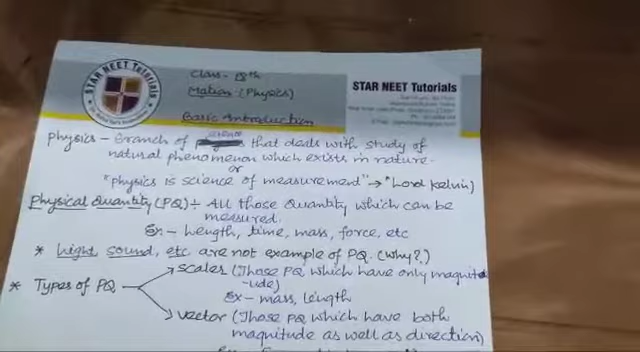 STAR NEET Tutorials
Class - 9th
Motion (Physics)
STAR NEET Tutorials
Basic Introduction
Physics - Branch of science that deals with study of
natural phenomenon which exists in nature.
or
"Physics is science of measurement" → "Lord Kelvin)
Physical Quantity (PQ) ÷ All those Quantity which can be
measured.
Ex - Length, time, mass, force, etc
* Light sound, etc are not example of PQ. (Why?)
* Types of PQ
→ scaler (Those PQ which have only magnit
-ude)
Ex - mass, length
→ vector (Those PQ which have both
magnitude as well as direction)